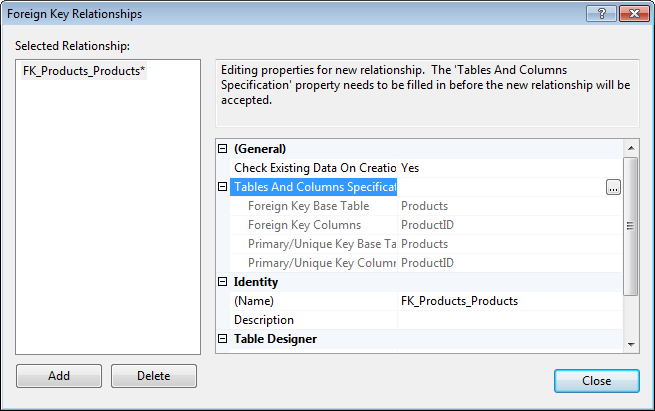 Foreign Key Relationships
Selected Relationship:
FK_Products_Products*
Editing properties for new relationship. The 'Tables And Columns
Specification' property needs to be filled in before the new relationship will be
accepted.
(General)
Check Existing Data On Creatio Yes
Tables And Columns Specificat ...
Foreign Key Base Table Products
Foreign Key Columns ProductID
Primary/Unique Key Base Ta Products
Primary/Unique Key Column ProductID
Identity
(Name) FK_Products_Products
Description
Table Designer
Add Delete
Close